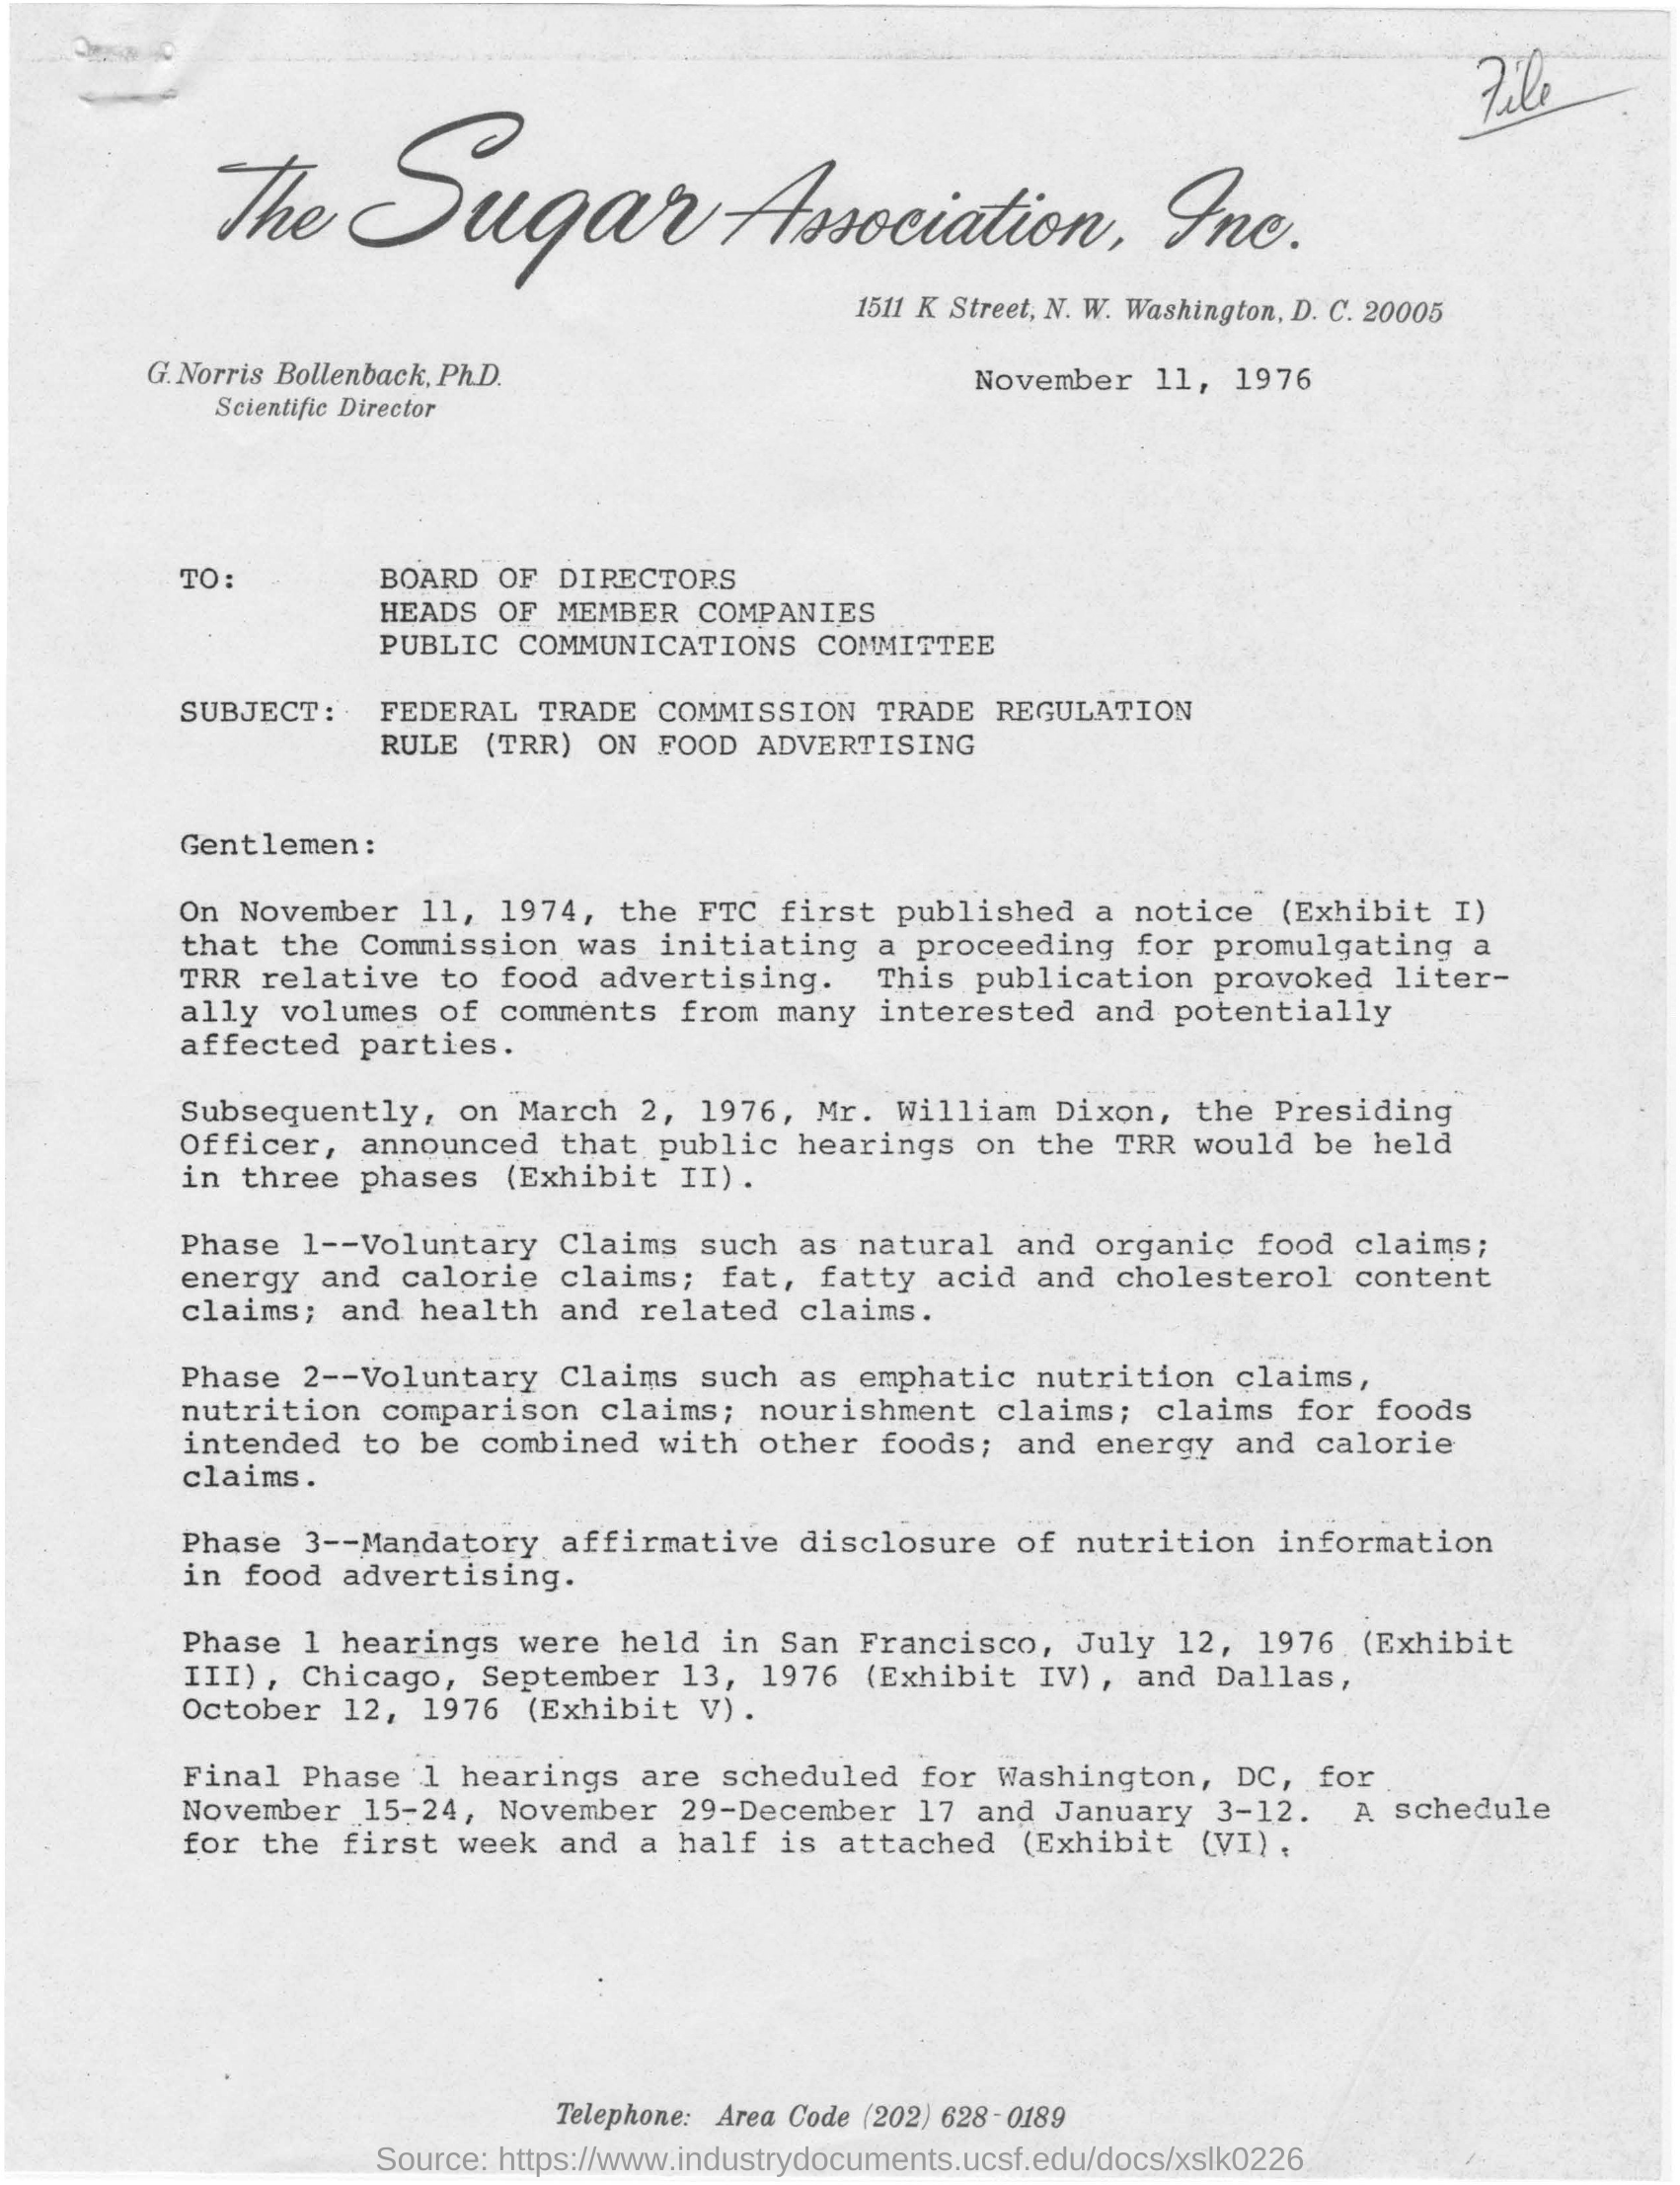 File
The Sugar Association, Inc.
1511 K Street, N. W. Washington, D. C. 20005
G. Norris Bollenback, Ph.D.
Scientific Director
November 11, 1976
TO: BOARD OF DIRECTORS
HEADS OF MEMBER COMPANIES
PUBLIC COMMUNICATIONS COMMITTEE
SUBJECT: FEDERAL TRADE COMMISSION TRADE REGULATION
RULE (TRR) ON FOOD ADVERTISING
Gentlemen:
On November 11, 1974, the FTC first published a notice (Exhibit I)
that the Commission was initiating a proceeding for promulgating a
TRR relative to food advertising. This publication provoked liter-
ally volumes of comments from many interested and potentially
affected parties.
Subsequently, on March 2, 1976, Mr. William Dixon, the Presiding
Officer, announced that public hearings on the TRR would be held
in three phases (Exhibit II).
Phase 1--Voluntary Claims such as natural and organic food claims;
energy and calorie claims; fat, fatty acid and cholesterol content
claims; and health and related claims.
Phase 2--Voluntary Claims such as emphatic nutrition claims,
nutrition comparison claims; nourishment claims; claims for foods
intended to be combined with other foods; and energy and calorie
claims.
Phase 3--Mandatory affirmative disclosure of nutrition information
in food advertising.
Phase 1 hearings were held in San Francisco, July 12, 1976 (Exhibit
III), Chicago, September 13, 1976 (Exhibit IV), and Dallas,
October 12, 1976 (Exhibit V).
Final Phase 1 hearings are scheduled for Washington, DC, for
November 15-24, November 29-December 17 and January 3-12. A schedule
for the first week and a half is attached (Exhibit (VI).
Telephone: Area Code (202) 628-0189
Source: https://www.industrydocuments.ucsf.edu/docs/xslk0226